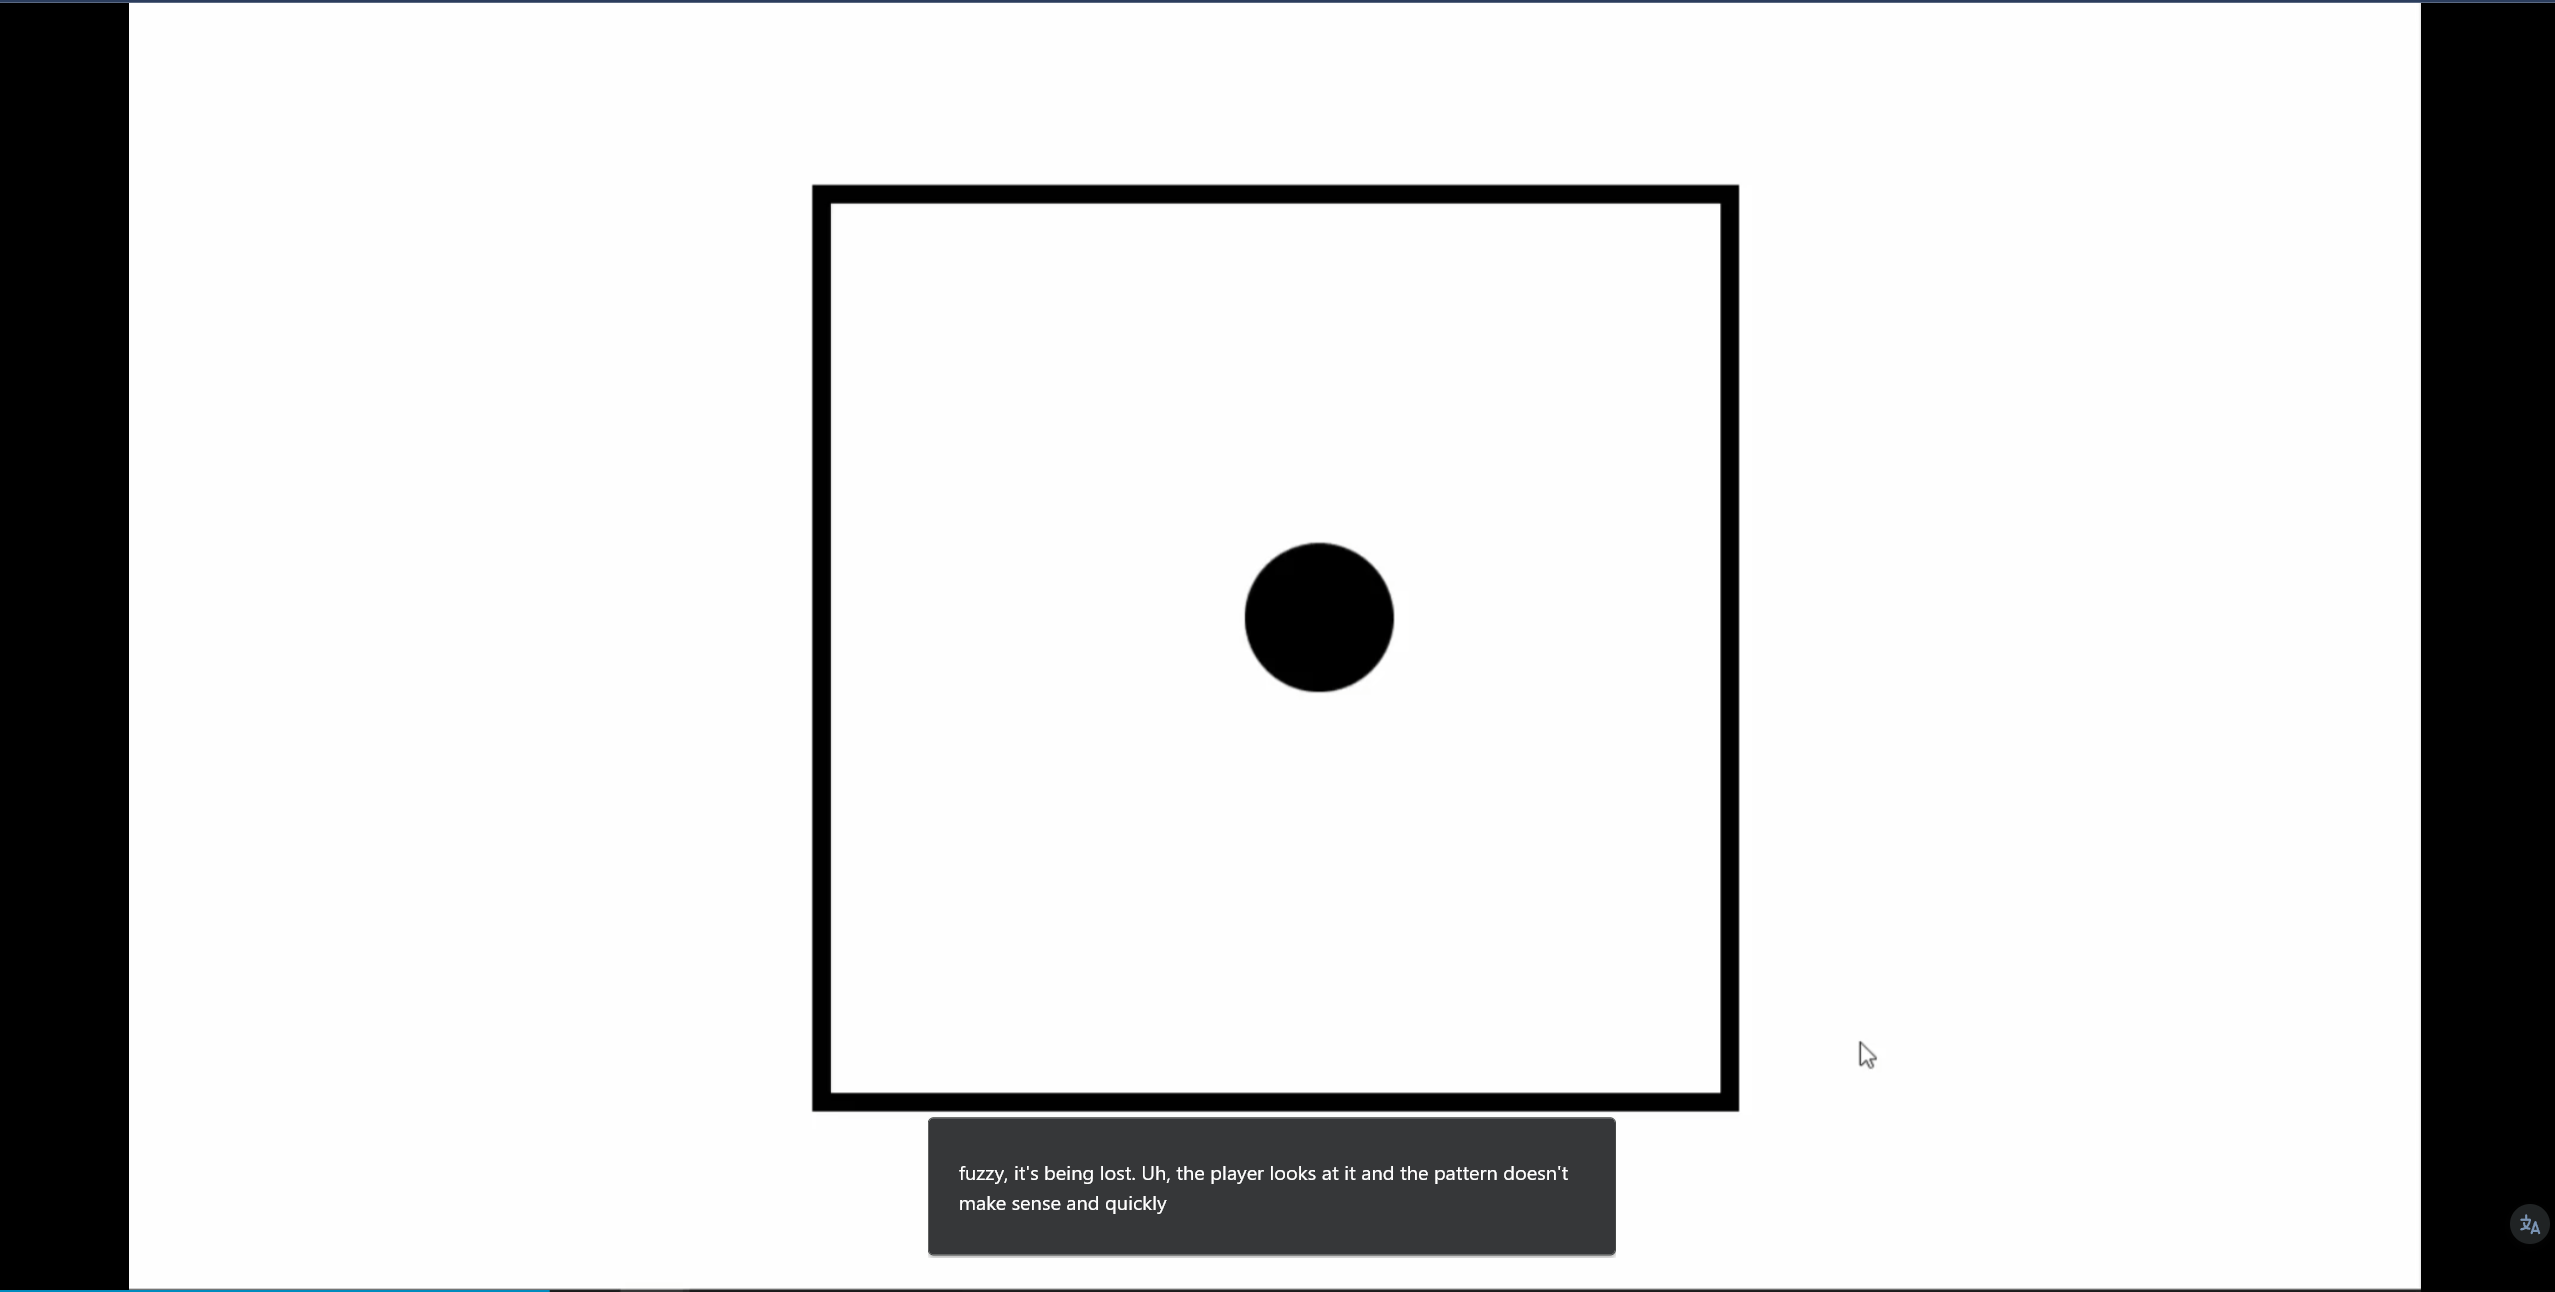 fuzzy, it's being lost. Uh, the player looks at it and the pattern doesn't
make sense and quickly